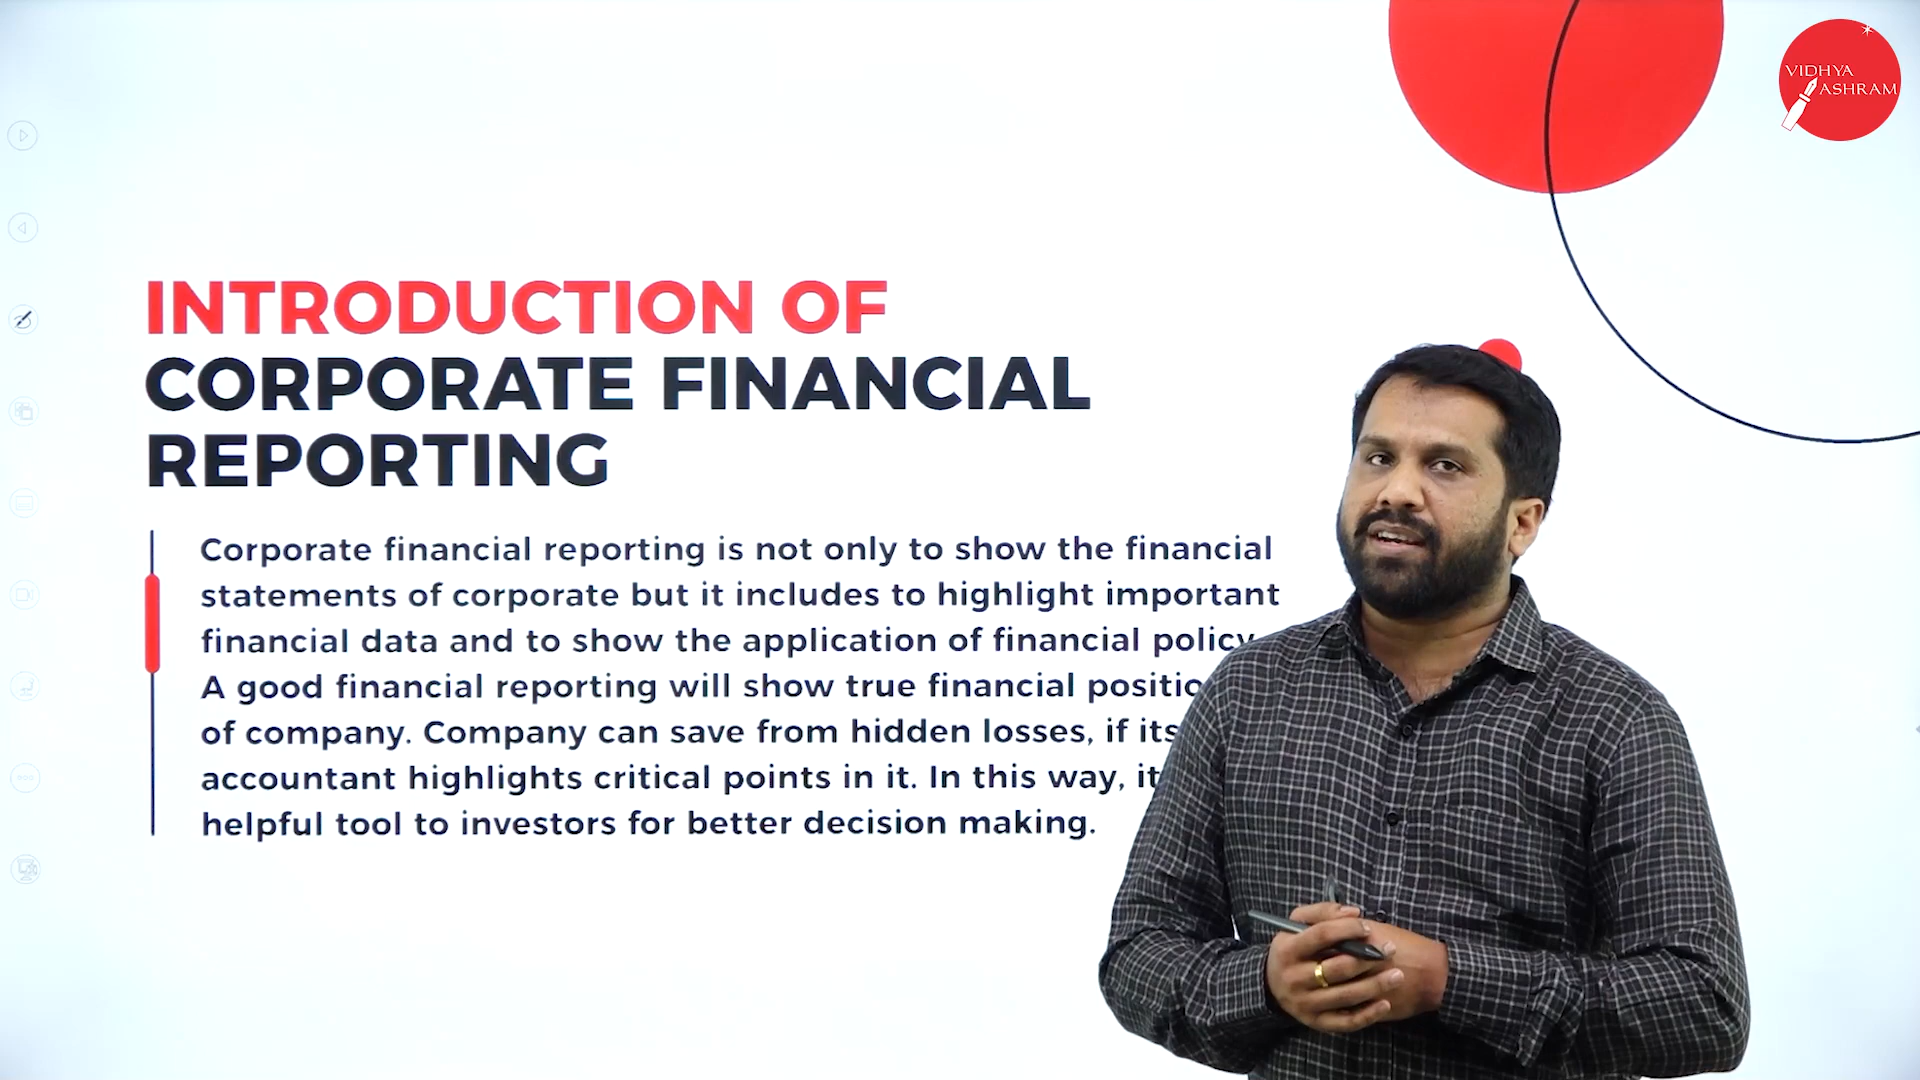 VIDHYA
ASHRAM
INTRODUCTION OF
CORPORATE FINANCIAL
REPORTING
Corporate financial reporting is not only to show the financial
statements of corporate but it includes to highlight important
financial data and to show the application of financial policy
A good financial reporting will show true financial
of company. Company can save from hidden losses, if its
accountant highlights critical points in it. In this way, it
helpful tool to investors for better decision making.